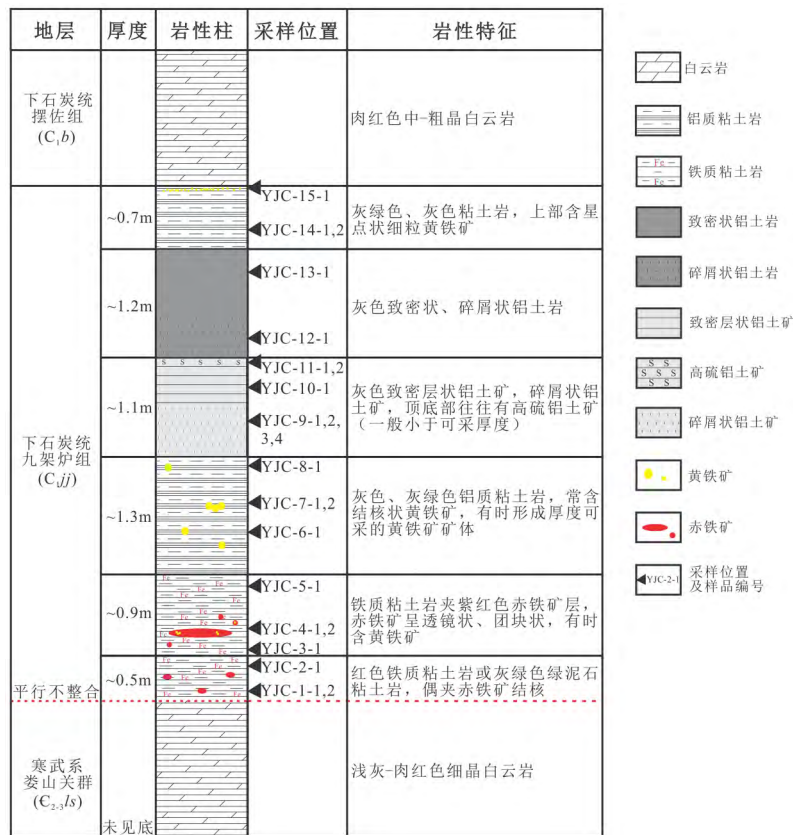 地层 厚度 岩性柱 采样位置 岩性特征
下石炭统
摆佐组
(C₁b)
肉红色中-粗晶白云岩
下石炭统
九架炉组
(C₁jj)
~0.7m
YJC-15-1
YJC-14-1,2
灰绿色、灰色粘土岩，上部含星
点状细粒黄铁矿
~1.2m
YJC-13-1
YJC-12-1
灰色致密状、碎屑状铝土岩
~1.1m
S S S S S
YJC-11-1,2
YJC-10-1
YJC-9-1,2,
3,4
灰色致密层状铝土矿，碎屑状铝
土矿，顶底部往往有高硫铝土矿
（一般小于可采厚度）
~1.3m
YJC-8-1
YJC-7-1,2
YJC-6-1
灰色、灰绿色铝质粘土岩，常含
结核状黄铁矿，有时形成厚度可
采的黄铁矿矿体
~0.9m
YJC-5-1
YJC-4-1,2
YJC-3-1
铁质粘土岩夹紫红色赤铁矿层，
赤铁矿呈透镜状、团块状，有时
含黄铁矿
~0.5m
YJC-2-1
YJC-1-1,2
红色铁质粘土岩或灰绿色绿泥石
粘土岩，偶夹赤铁矿结核
平行不整合
寒武系
娄山关群
(Є₂₋₃ls)
未见底
浅灰-肉红色细晶白云岩
白云岩
铝质粘土岩
Fe
Fe
铁质粘土岩
致密状铝土岩
碎屑状铝土岩
致密层状铝土矿
S S
S S S
S S
高硫铝土矿
碎屑状铝土矿
黄铁矿
赤铁矿
YJC-2-1
采样位置
及样品编号